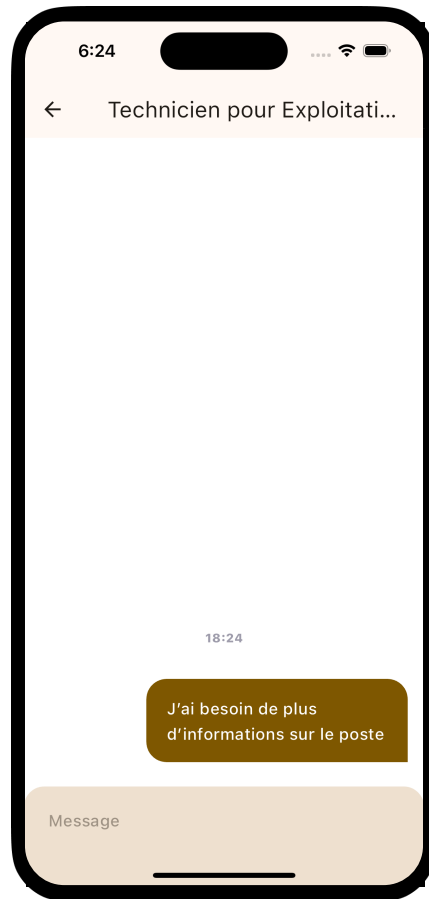 6:24
Technicien pour Exploitati...
18:24
J’ai besoin de plus
d’informations sur le poste
Message